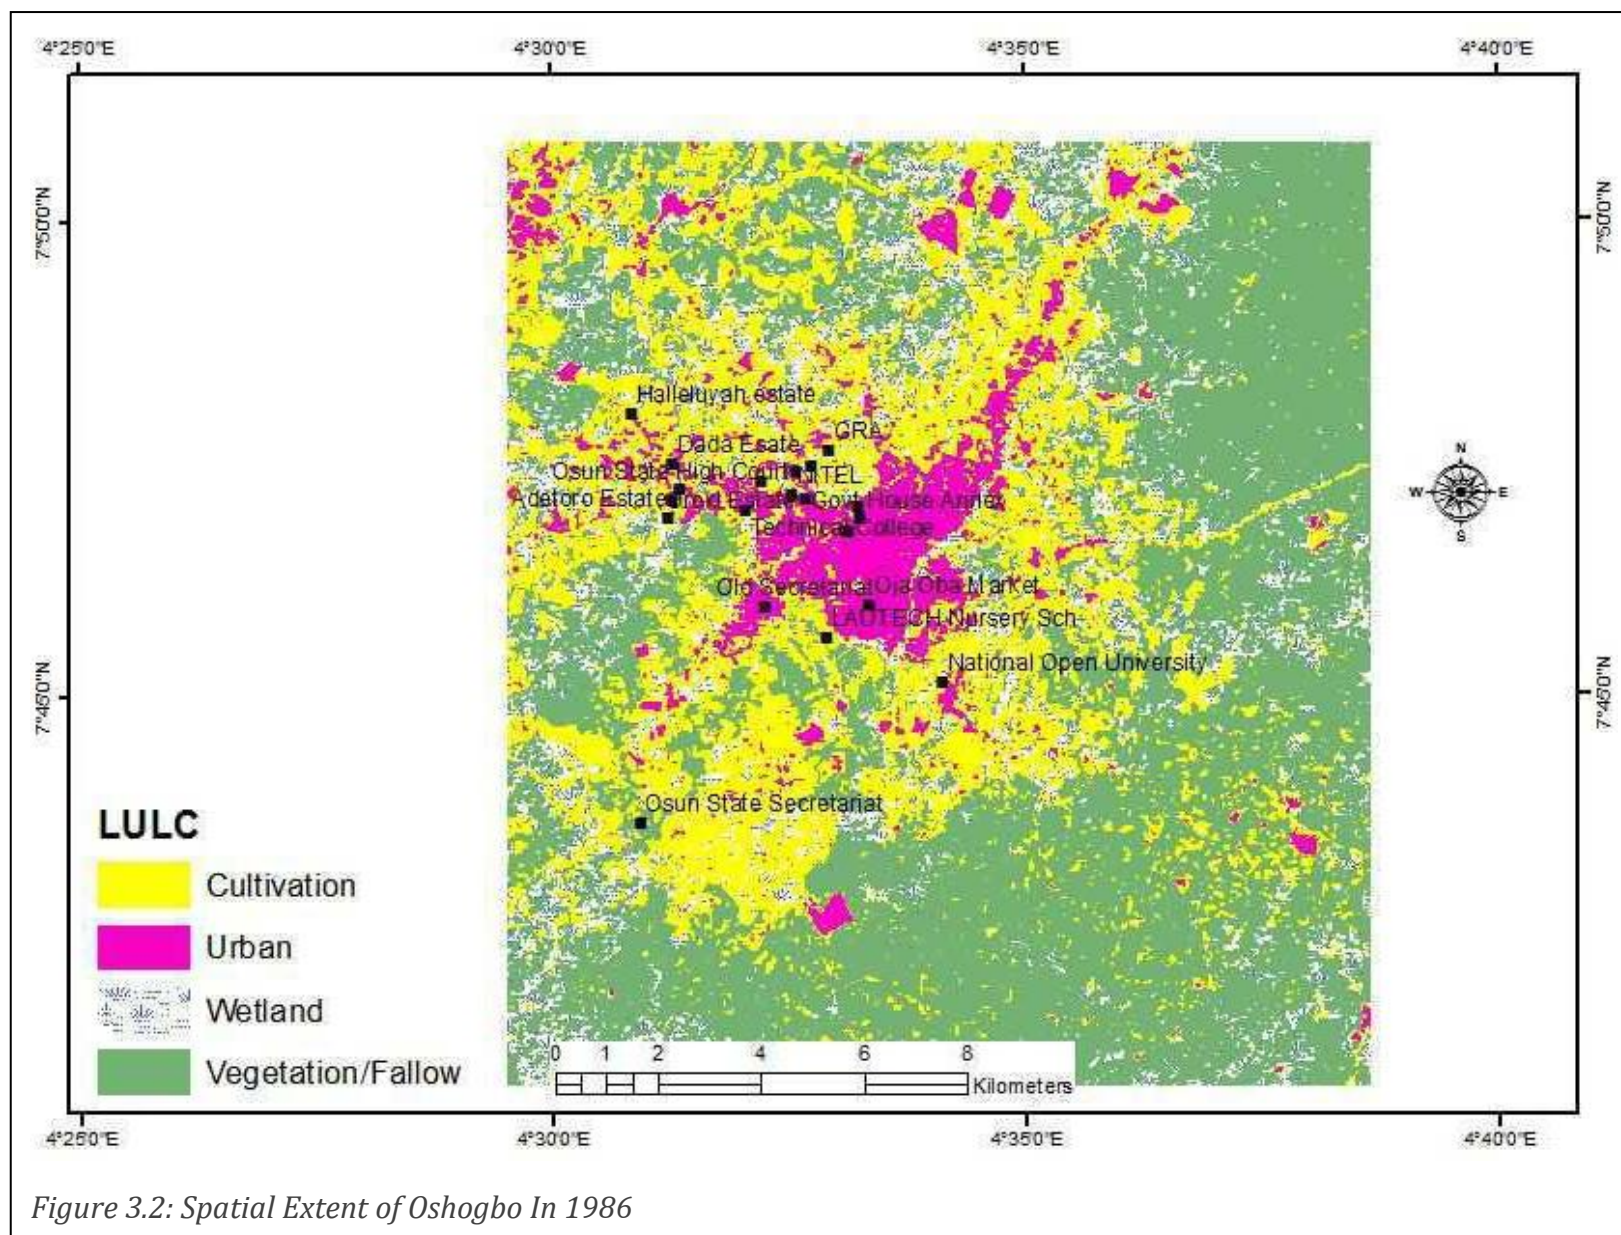 4°25'0"E 4°30'0"E 4°35'0"E 4°40'0"E
7°50'0"N 7°50'0"N
Halleluyah estate
GRA
Dada Esate
Osun State High Court
NITEL
Adeforo Estate
Estate
Govt House Annex
Technical College
Old Secretariat
Oja Oba Market
LAUTECH Nursery Sch
National Open University
7°45'0"N 7°45'0"N
Osun State Secretariat
N
W E
S
LULC
Cultivation
Urban
Wetland
Vegetation/Fallow
0 1 2 4 6 8
Kilometers
4°25'0"E 4°30'0"E 4°35'0"E 4°40'0"E
Figure 3.2: Spatial Extent of Oshogbo In 1986